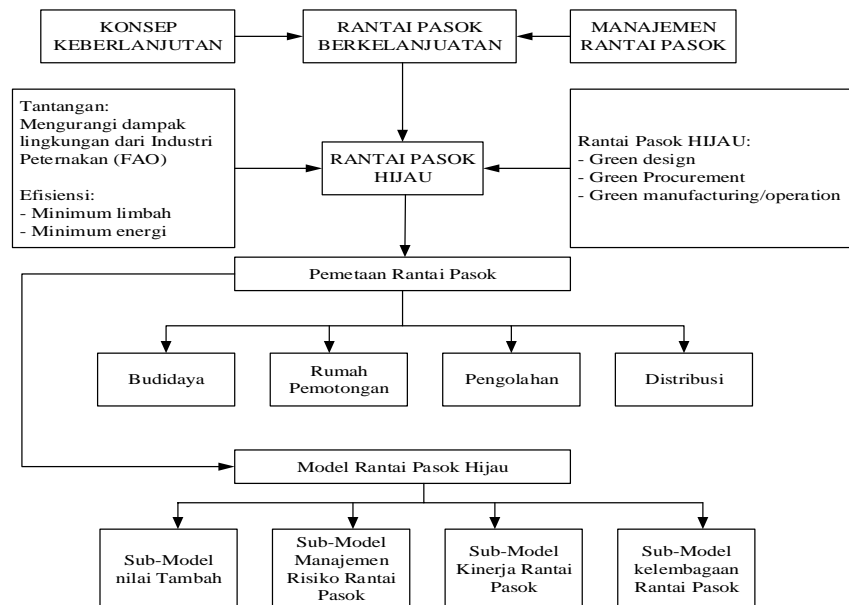 KONSEP
KEBERLANJUTAN
RANTAI PASOK
BERKELANJUATAN
MANAJEMEN
RANTAI PASOK
Tantangan:
Mengurangi dampak
lingkungan dari Industri
Peternakan (FAO)
Efisiensi:
- Minimum limbah
- Minimum energi
RANTAI PASOK
HIJAU
Rantai Pasok HIJAU:
- Green design
- Green Procurement
- Green manufacturing/operation
Pemetaan Rantai Pasok
Budidaya
Rumah
Pemotongan
Pengolahan
Distribusi
Model Rantai Pasok Hijau
Sub-Model
nilai Tambah
Sub-Model
Manajemen
Risiko Rantai
Pasok
Sub-Model
Kinerja Rantai
Pasok
Sub-Model
kelembagaan
Rantai Pasok